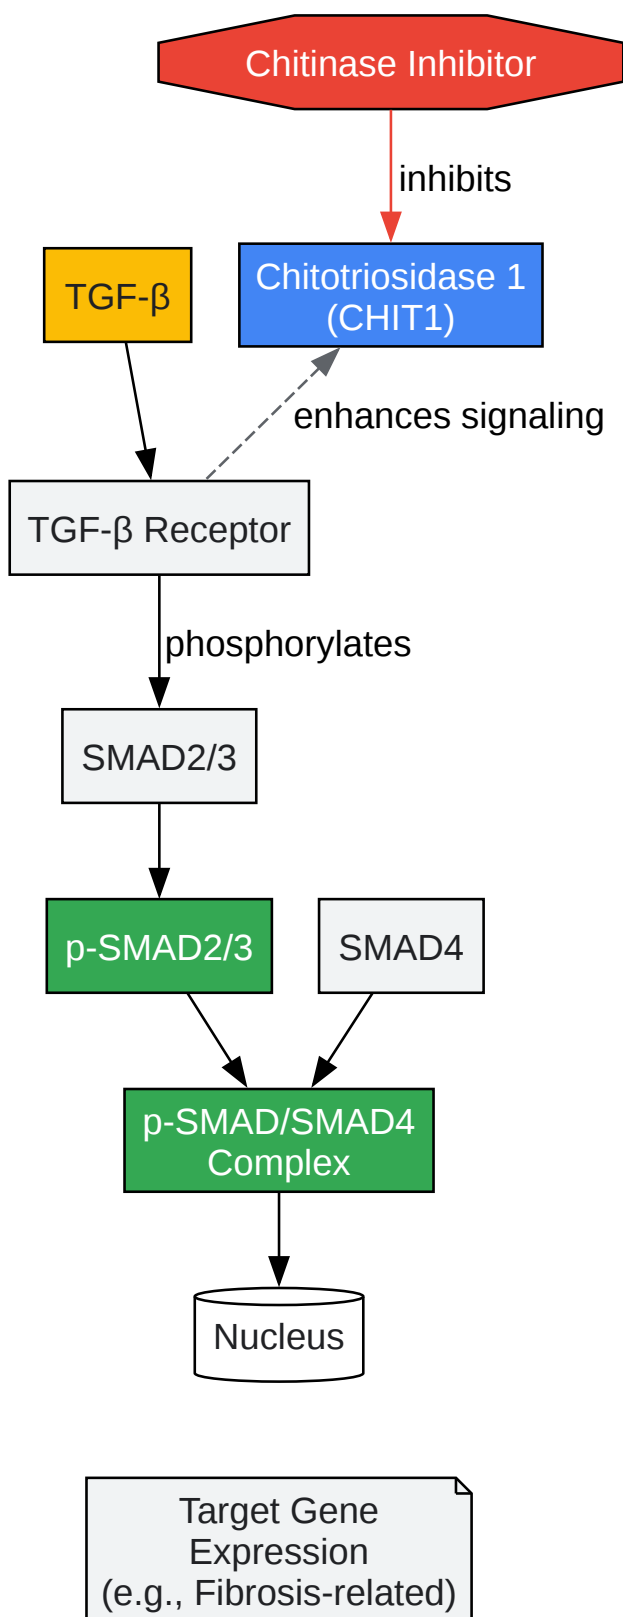 Chitinase Inhibitor
inhibits
TGF-β
Chitotriosidase 1
(CHIT1)
enhances signaling
TGF-β Receptor
phosphorylates
SMAD2/3
p-SMAD2/3
SMAD4
p-SMAD/SMAD4
Complex
Nucleus
Target Gene
Expression
(e.g., Fibrosis-related)